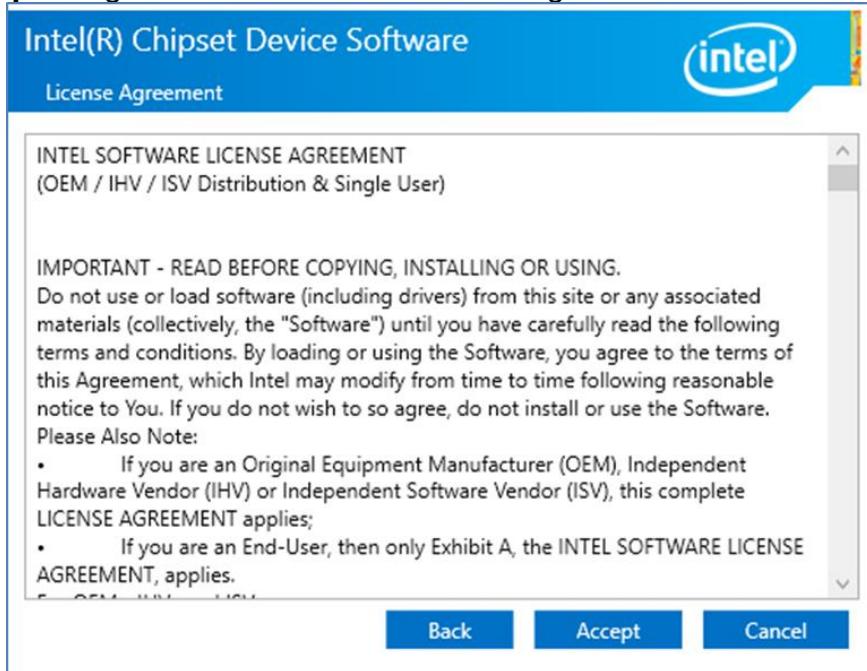 Intel(R) Chipset Device Software
intel
License Agreement
INTEL SOFTWARE LICENSE AGREEMENT
(OEM / IHV / ISV Distribution & Single User)
IMPORTANT - READ BEFORE COPYING, INSTALLING OR USING.
Do not use or load software (including drivers) from this site or any associated
materials (collectively, the "Software") until you have carefully read the following
terms and conditions. By loading or using the Software, you agree to the terms of
this Agreement, which Intel may modify from time to time following reasonable
notice to You. If you do not wish to so agree, do not install or use the Software.
Please Also Note:
• If you are an Original Equipment Manufacturer (OEM), Independent
Hardware Vendor (IHV) or Independent Software Vendor (ISV), this complete
LICENSE AGREEMENT applies;
• If you are an End-User, then only Exhibit A, the INTEL SOFTWARE LICENSE
AGREEMENT, applies.
Back Accept Cancel